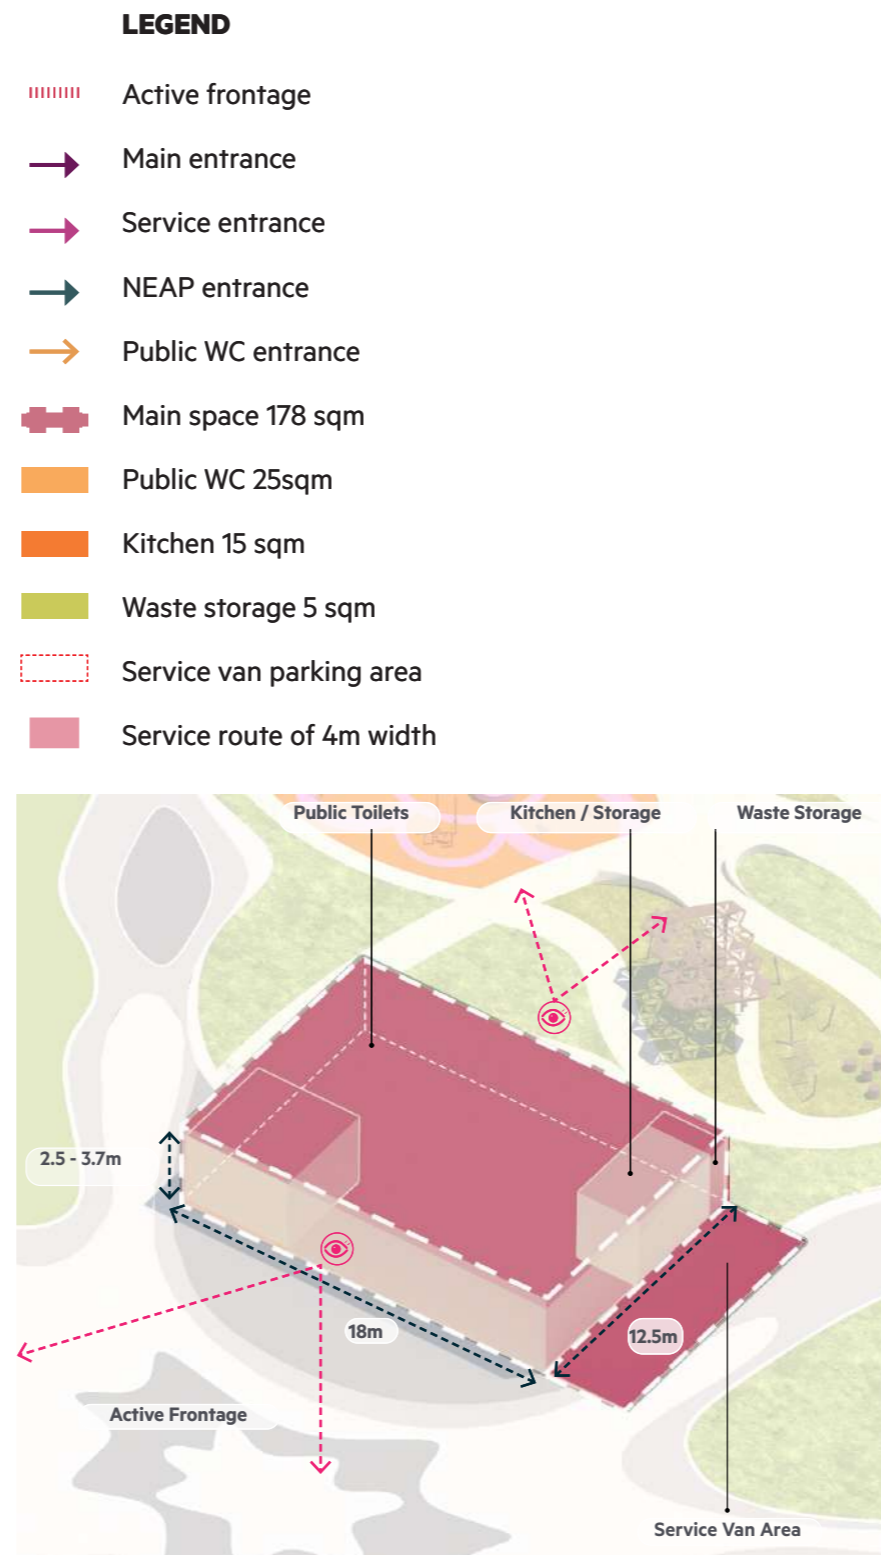 LEGEND
Active frontage
Main entrance
Service entrance
NEAP entrance
Public WC entrance
Main space 178 sqm
Public WC 25sqm
Kitchen 15 sqm
Waste storage 5 sqm
Service van parking area
Service route of 4m width
Public Toilets
Kitchen / Storage
Waste Storage
2.5 - 3.7m
18m
12.5m
Active Frontage
Service Van Area